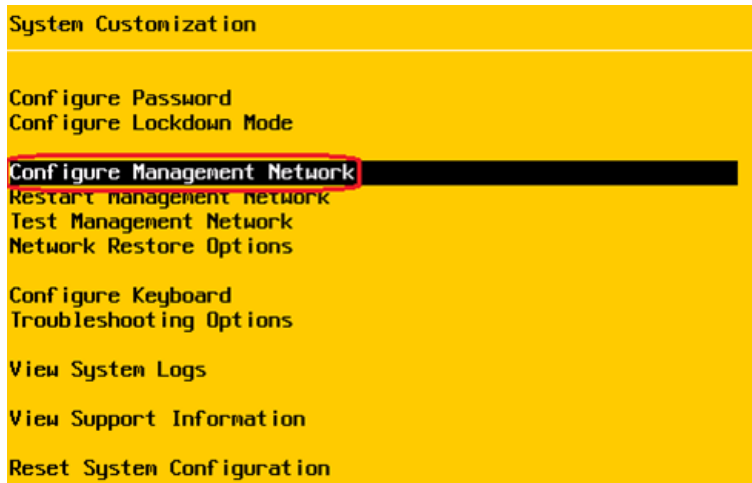 System Customization
Configure Password
Configure Lockdown Mode
Configure Management Network
Restart Management Network
Test Management Network
Network Restore Options
Configure Keyboard
Troubleshooting Options
View System Logs
View Support Information
Reset System Configuration